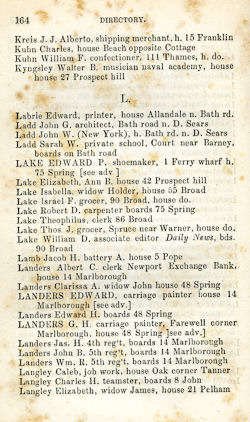 164 DIRECTORY.
Kreis J. J. Alberto, shipping merchant, h. 15 Franklin
Kuhn Charles, house Beach opposite Cottage
Kuhn William F. confectioner, 111 Thames, h. do.
Kyngsley Walter B. musician naval academy, house
house 27 Prospect hill
L.
Labrie Edward, printer, house Allandale n. Bath rd.
Ladd John G. architect, Bath road n. D. Sears
Ladd John W. (New York), h. Bath rd. n. D. Sears
Ladd Sarah W. private school, Court near Barney,
boards on Bath road
LAKE EDWARD P. shoemaker, 1 Ferry wharf h.
75 Spring [see adv ]
Lake Elizabeth, Ann B. house 42 Prospect hill
Lake Isabella, widow Holder, house 55 Broad
Lake Israel F. grocer, 90 Broad, house do.
Lake Robert D. carpenter boards 75 Spring
Lake Theophilus, clerk 86 Broad
Lake Thos J. grocer, Spruce near Warner, house do.
Lake William D. associate editor Daily News, bds.
90 Broad
Lamb Jacob H. battery A. house 5 Pope
Landers Albert C. clerk Newport Exchange Bank,
house 14 Marlborough
Landers Clarissa A. widow John house 48 Spring
LANDERS EDWARD, carriage painter house 14
Marlborough [see adv.]
Landers Edward H. boards 48 Spring
LANDERS G. H. carriage painter, Farewell corner
Marlborough, house 48 Spring [see adv.]
Landers Jas. H. 4th reg't, boards 14 Marlborough
Landers John B. 5th reg't, boards 14 Marlborough
Landers Wm. R. 5th reg't, boards 14 Marlborough
Langley Caleb, job work, house Oak corner Tanner
Langley Charles H. teamster, boards 8 John
Langley Elizabeth, widow James, house 21 Pelham